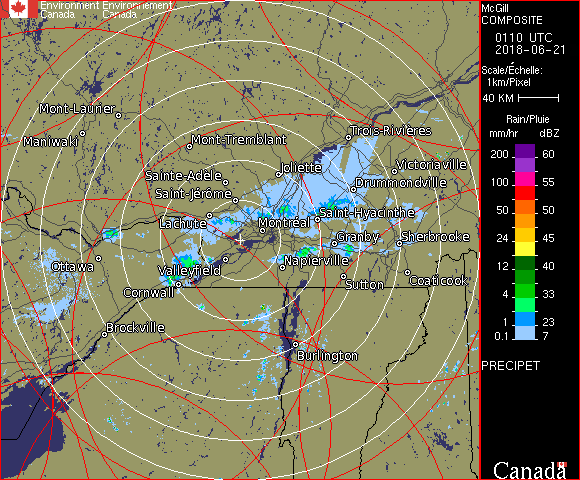 Environment Environnement
Canada Canada
McGill
COMPOSITE
0110 UTC
2018-06-21
Scale/Échelle:
1km/Pixel
40 KM
Rain/Pluie
mm/hr dBZ
200 60
100 55
50 50
24 45
12 40
4 33
1 23
0.1 7
PRECIPET
Canada
Mont-Laurier
Maniwaki
Mont-Tremblant
Trois-Rivières
Joliette
Victoriaville
Sainte-Adèle
Drummondville
Saint-Jérôme
Saint-Hyacinthe
Lachute
Montréal
Granby
Sherbrooke
Ottawa
Napierville
Valleyfield
Sutton
Coaticook
Cornwall
Brockville
Burlington